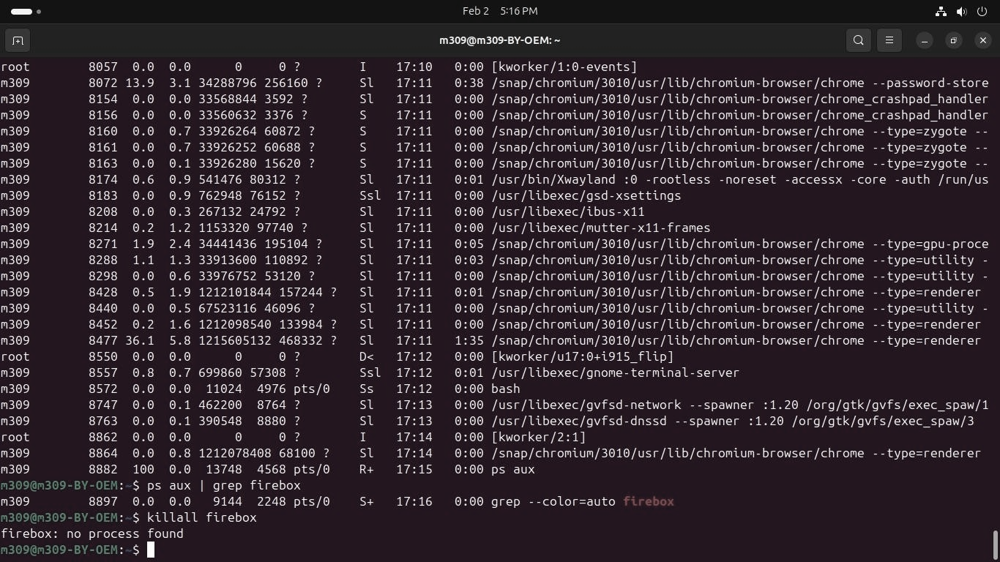 Feb 2 5:16 PM
m309@m309-BY-OEM: ~
root 8057 0.0 0.0 0 0 ? I 17:10 0:00 [kworker/1:0-events]
m309 8072 13.9 3.1 34288796 256160 ? Sl 17:11 0:38 /snap/chromium/3010/usr/lib/chromium-browser/chrome --password-store
m309 8154 0.0 0.0 33568844 3592 ? Sl 17:11 0:00 /snap/chromium/3010/usr/lib/chromium-browser/chrome_crashpad_handler
m309 8156 0.0 0.0 33560632 3376 ? S 17:11 0:00 /snap/chromium/3010/usr/lib/chromium-browser/chrome_crashpad_handler
m309 8160 0.0 0.7 33926264 60872 ? S 17:11 0:00 /snap/chromium/3010/usr/lib/chromium-browser/chrome --type=zygote --
m309 8161 0.0 0.7 33926252 60688 ? S 17:11 0:00 /snap/chromium/3010/usr/lib/chromium-browser/chrome --type=zygote --
m309 8163 0.0 0.1 33926280 15620 ? S 17:11 0:00 /snap/chromium/3010/usr/lib/chromium-browser/chrome --type=zygote --
m309 8174 0.6 0.9 541476 80312 ? Sl 17:11 0:01 /usr/bin/Xwayland :0 -rootless -noreset -accessx -core -auth /run/us
m309 8183 0.0 0.9 762948 76152 ? Ssl 17:11 0:00 /usr/libexec/gsd-xsettings
m309 8208 0.0 0.3 267132 24792 ? Sl 17:11 0:00 /usr/libexec/ibus-x11
m309 8214 0.2 1.2 1153320 97740 ? Sl 17:11 0:00 /usr/libexec/mutter-x11-frames
m309 8271 1.9 2.4 34441436 195104 ? Sl 17:11 0:05 /snap/chromium/3010/usr/lib/chromium-browser/chrome --type=gpu-proce
m309 8288 1.1 1.3 33913600 110892 ? Sl 17:11 0:03 /snap/chromium/3010/usr/lib/chromium-browser/chrome --type=utility -
m309 8298 0.0 0.6 33976752 53120 ? Sl 17:11 0:00 /snap/chromium/3010/usr/lib/chromium-browser/chrome --type=utility -
m309 8428 0.5 1.9 1212101844 157244 ? Sl 17:11 0:01 /snap/chromium/3010/usr/lib/chromium-browser/chrome --type=renderer
m309 8440 0.0 0.5 67523116 46096 ? Sl 17:11 0:00 /snap/chromium/3010/usr/lib/chromium-browser/chrome --type=utility -
m309 8452 0.2 1.6 1212098540 133984 ? Sl 17:11 0:00 /snap/chromium/3010/usr/lib/chromium-browser/chrome --type=renderer
m309 8477 36.1 5.8 1215605132 468332 ? Sl 17:11 1:35 /snap/chromium/3010/usr/lib/chromium-browser/chrome --type=renderer
root 8550 0.0 0.0 0 0 ? D< 17:12 0:00 [kworker/u17:0+i915_flip]
m309 8557 0.8 0.7 699860 57308 ? Ssl 17:12 0:01 /usr/libexec/gnome-terminal-server
m309 8572 0.0 0.0 11024 4976 pts/0 Ss 17:12 0:00 bash
m309 8747 0.0 0.1 462200 8764 ? Sl 17:13 0:00 /usr/libexec/gvfsd-network --spawner :1.20 /org/gtk/gvfs/exec_spaw/1
m309 8763 0.0 0.1 390548 8880 ? Sl 17:13 0:00 /usr/libexec/gvfsd-dnssd --spawner :1.20 /org/gtk/gvfs/exec_spaw/3
root 8862 0.0 0.0 0 0 ? I 17:14 0:00 [kworker/2:1]
m309 8864 0.0 0.8 1212078408 68100 ? Sl 17:14 0:00 /snap/chromium/3010/usr/lib/chromium-browser/chrome --type=renderer
m309 8882 100 0.0 13748 4568 pts/0 R+ 17:15 0:00 ps aux
m309@m309-BY-OEM:~$ ps aux | grep firebox
m309 8897 0.0 0.0 9144 2248 pts/0 S+ 17:16 0:00 grep --color=auto firebox
m309@m309-BY-OEM:~$ killall firebox
firebox: no process found
m309@m309-BY-OEM:~$